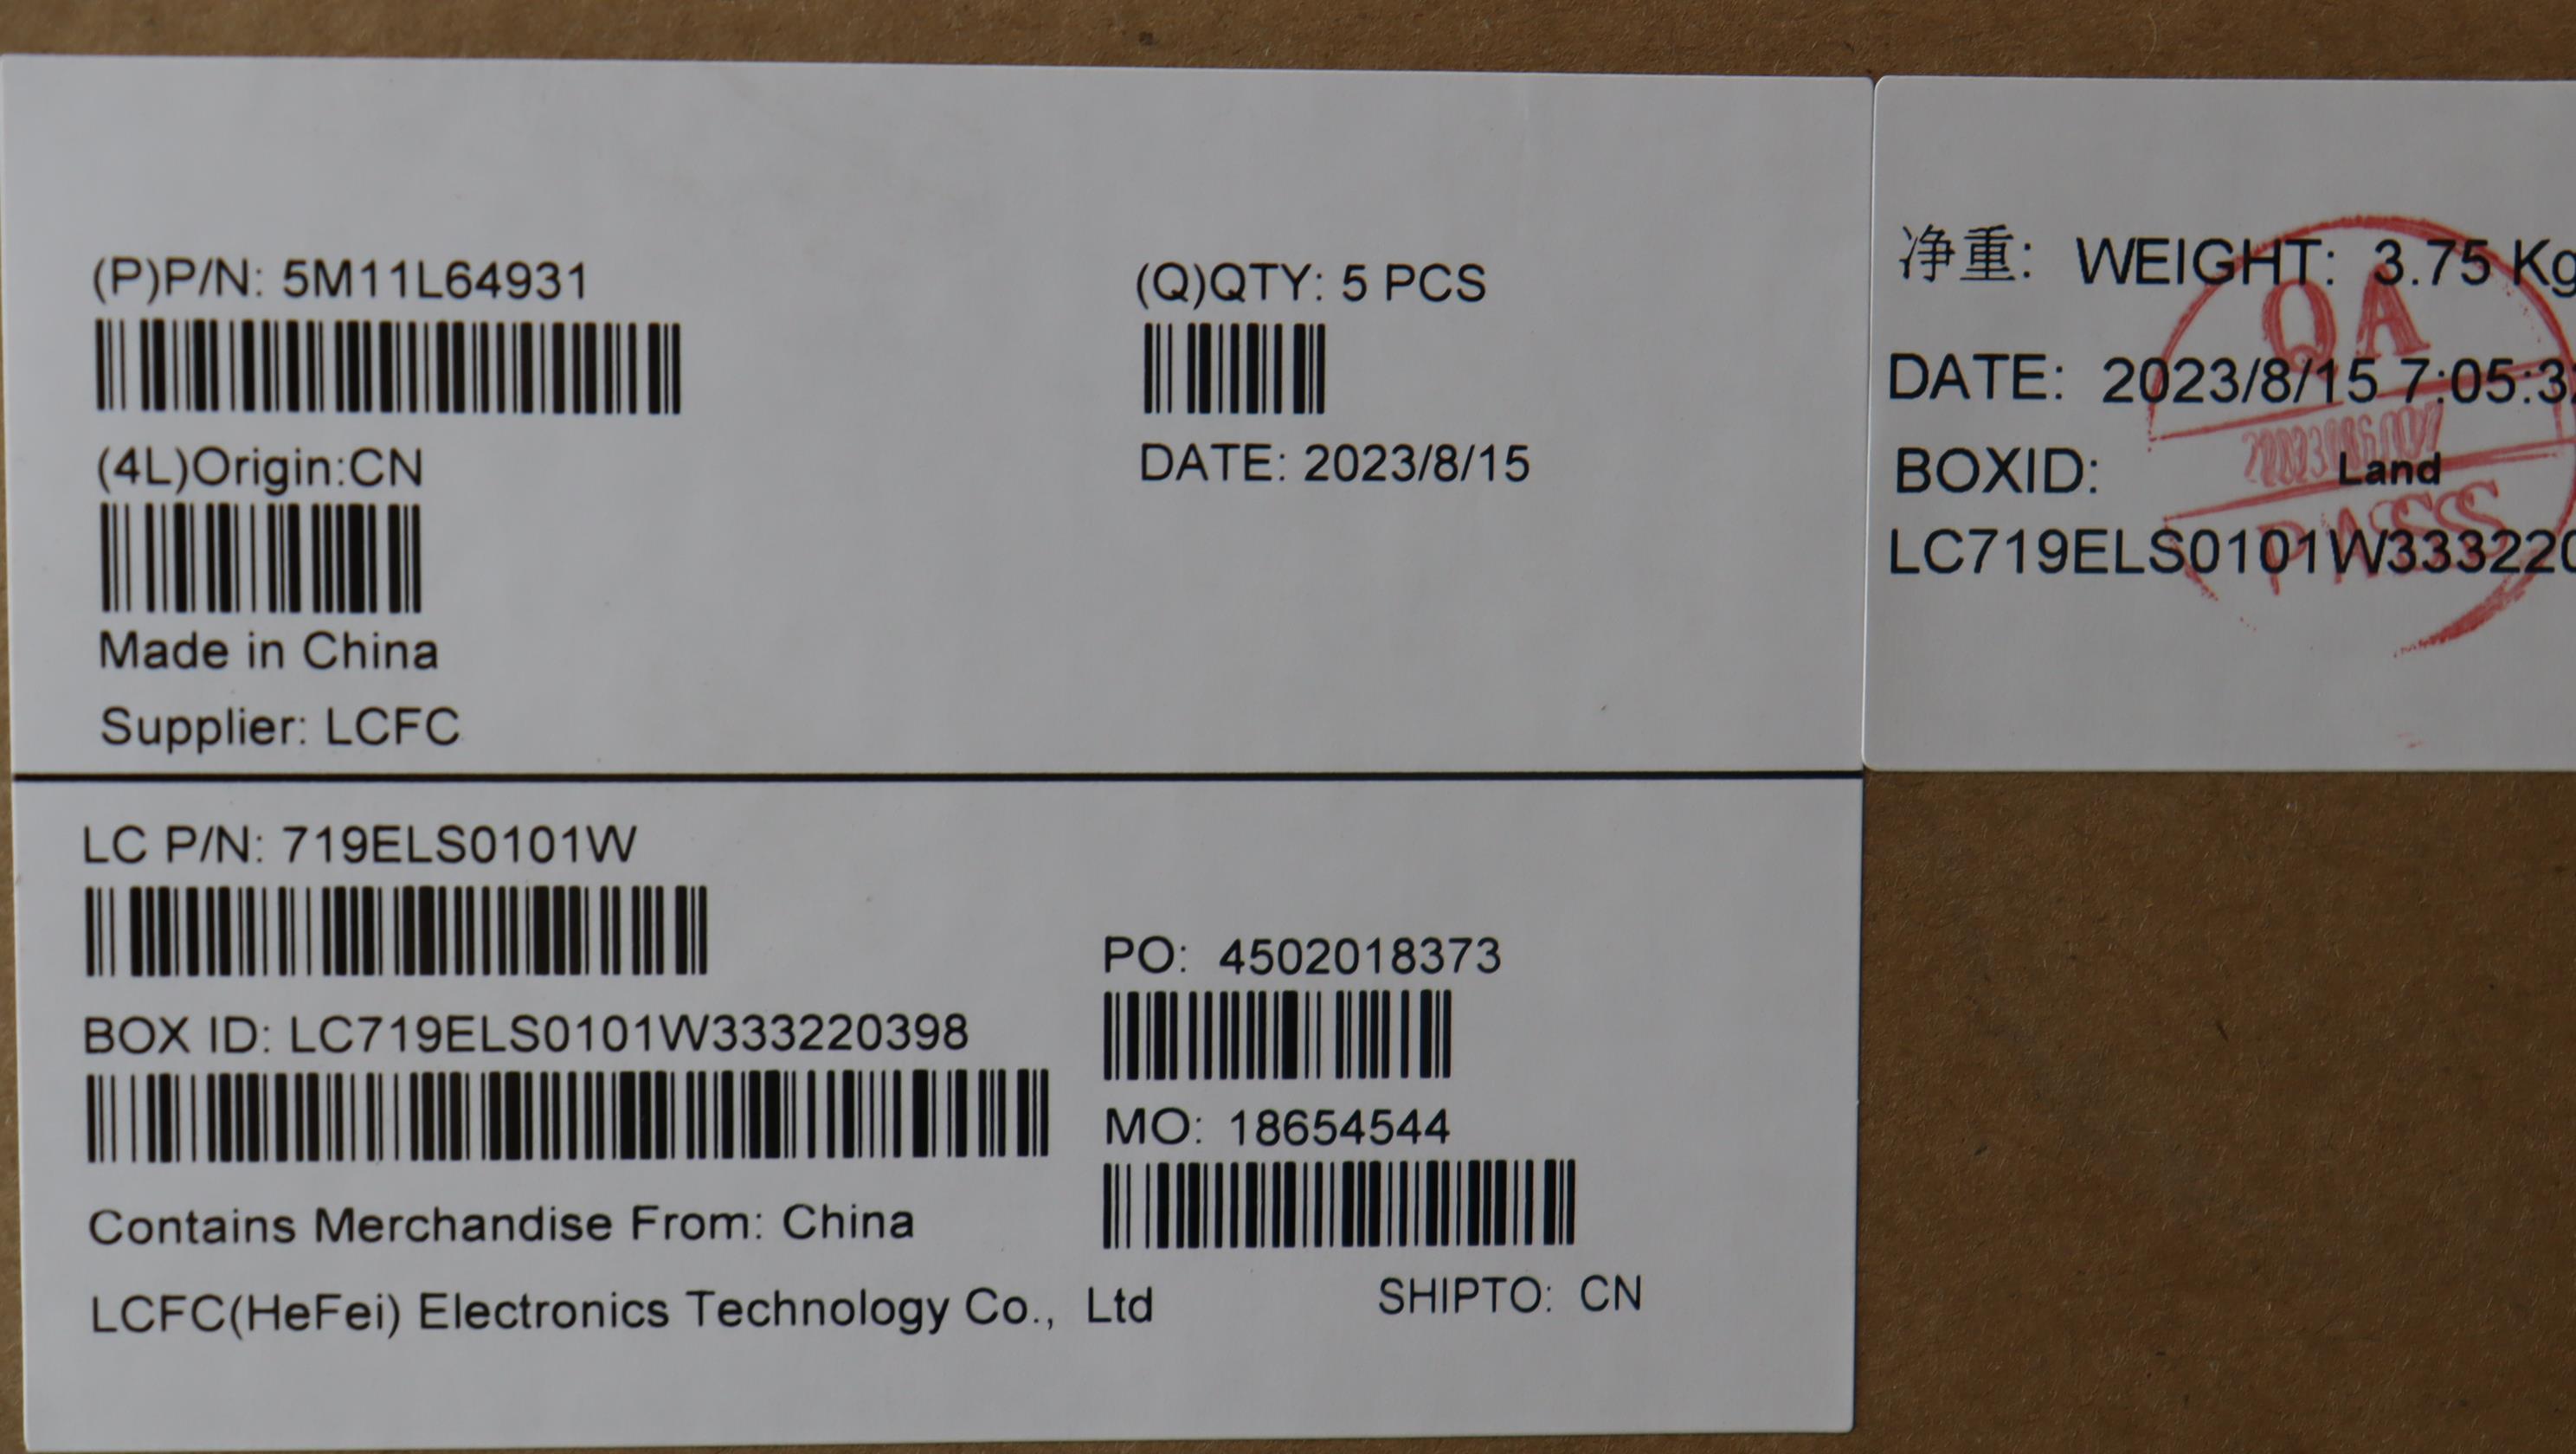 (P)P/N: 5M11L64931
(Q)QTY: 5 PCS
(4L)Origin:CN
DATE: 2023/8/15
Made in China
Supplier: LCFC
LC P/N: 719ELS0101W
PO: 4502018373
BOX ID: LC719ELS0101W333220398
MO: 18654544
Contains Merchandise From: China
LCFC(HeFei) Electronics Technology Co., Ltd
SHIPTO: CN
净重: WEIGHT: 3.75 Kg
QA
DATE: 2023/8/15 7:05:3
BOXID: Land
PASS
LC719ELS0101W33322